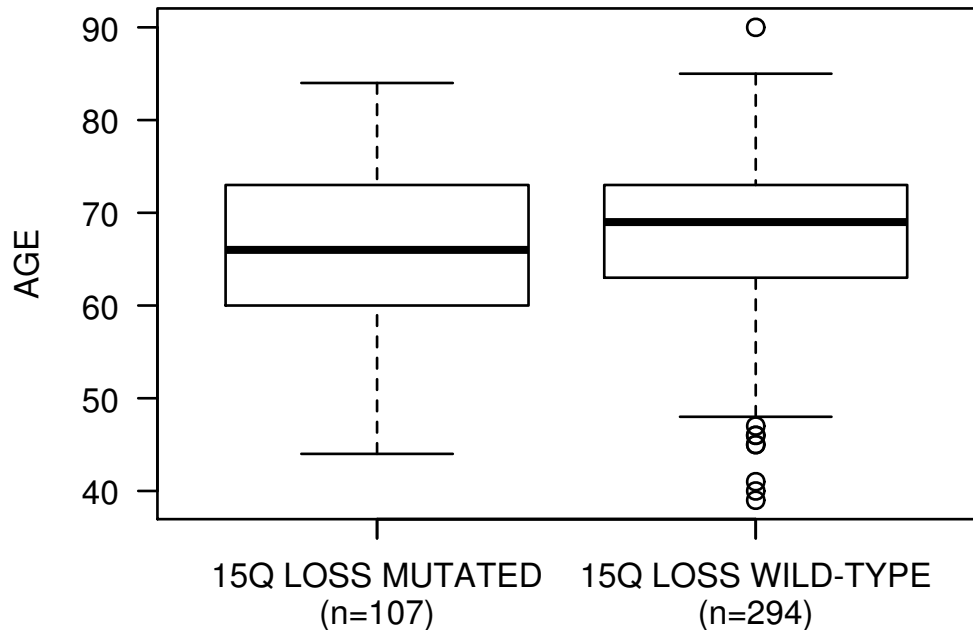 90
80
70
60
50
40
AGE
15Q LOSS MUTATED
(n=107)
15Q LOSS WILD-TYPE
(n=294)